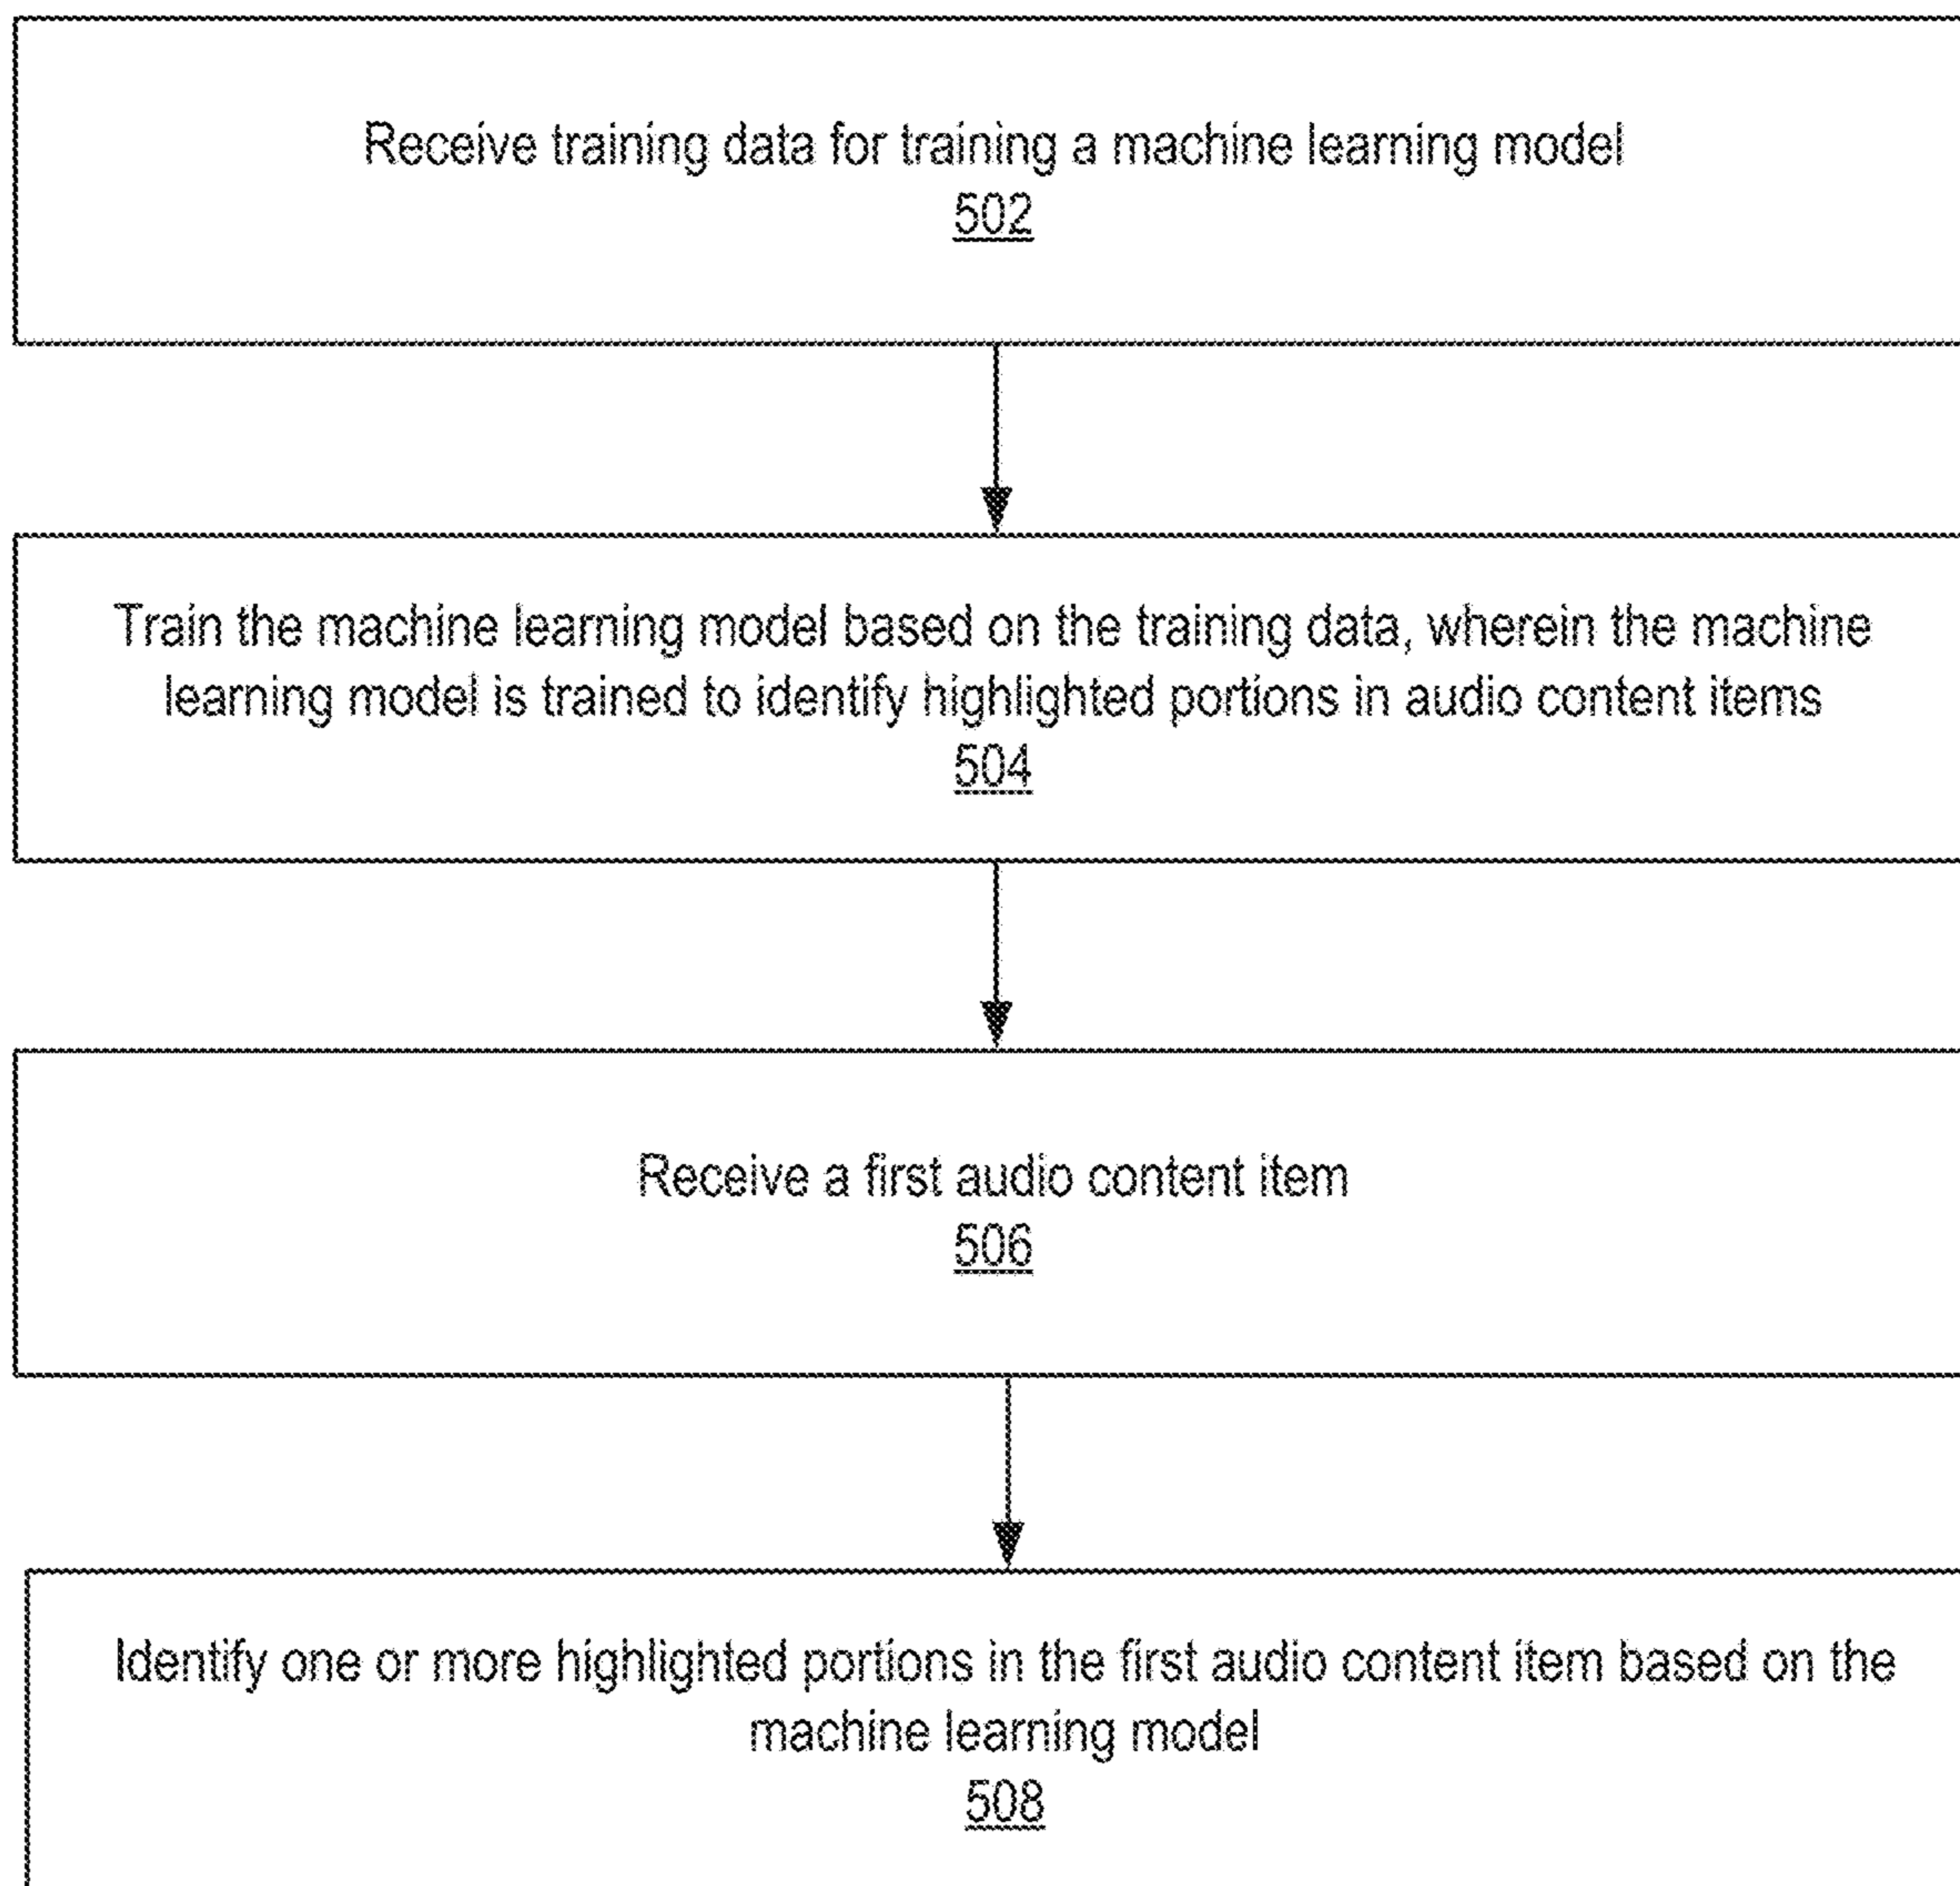 Receive training data for training a machine learning model
502
Train the machine learning model based on the training data, wherein the machine
learning model is trained to identify highlighted portions in audio content items
504
Receive a first audio content item
506
Identify one or more highlighted portions in the first audio content item based on the
machine learning model
508